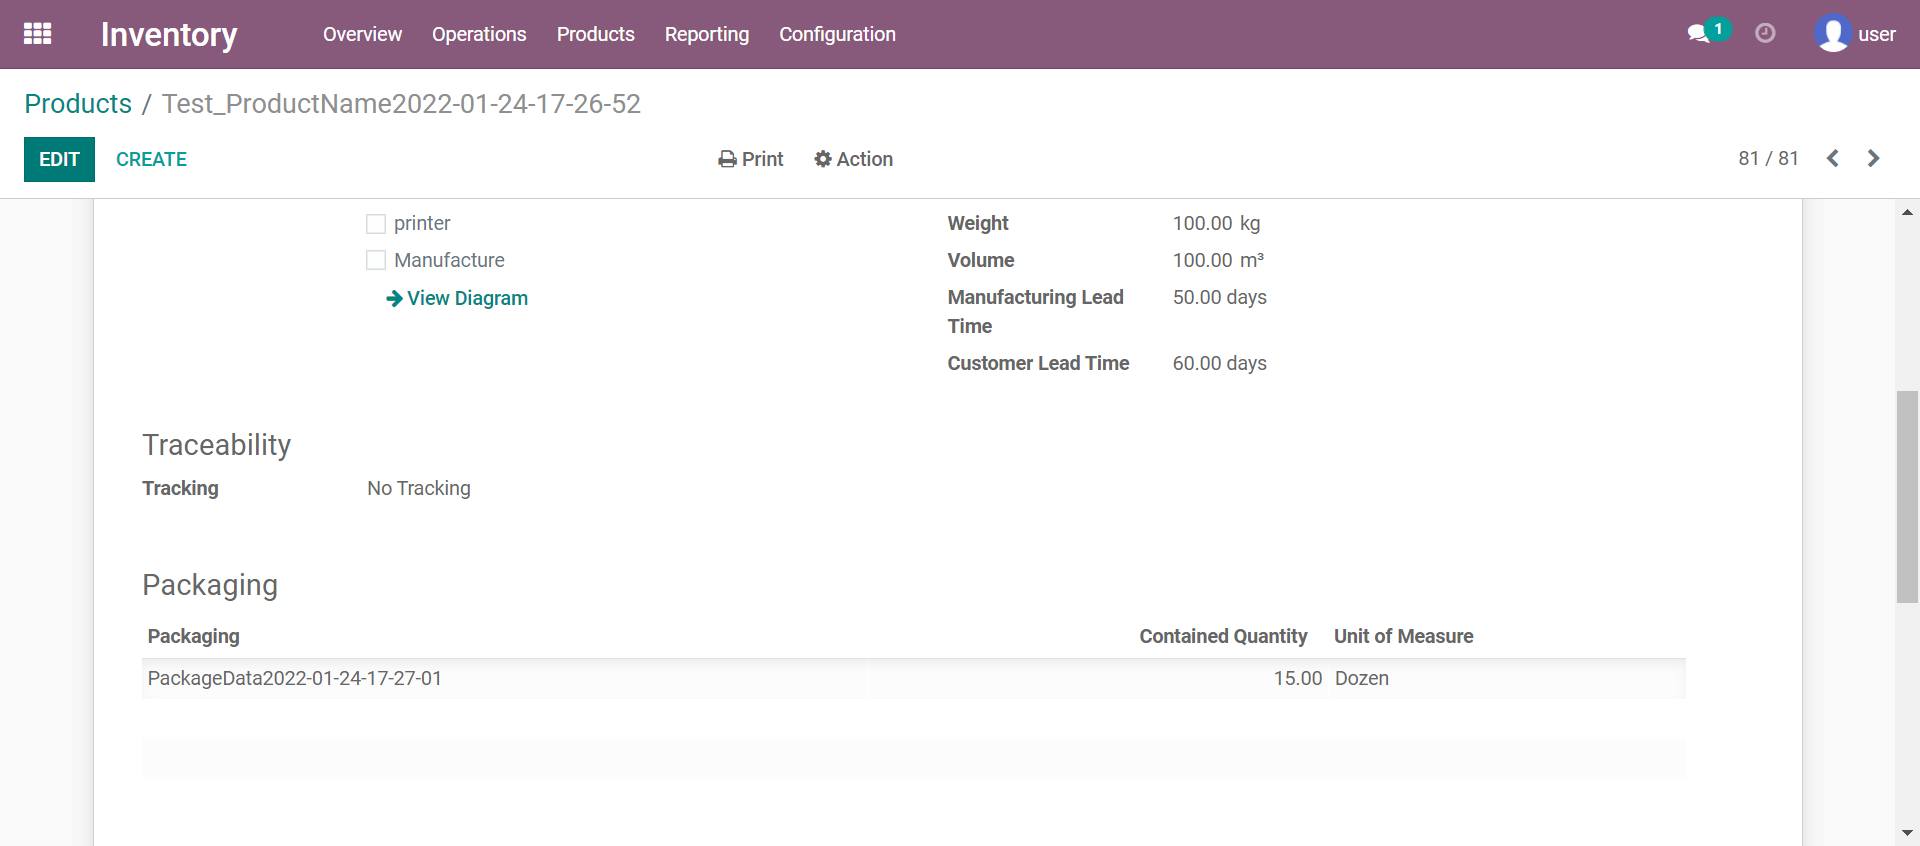 Inventory Overview Operations Products Reporting Configuration 1 user
Products / Test_ProductName2022-01-24-17-26-52
EDIT CREATE Print Action 81 / 81
printer
Manufacture
View Diagram
Weight 100.00 kg
Volume 100.00 m³
Manufacturing Lead Time 50.00 days
Customer Lead Time 60.00 days
Traceability
Tracking No Tracking
Packaging
Packaging Contained Quantity Unit of Measure
PackageData2022-01-24-17-27-01 15.00 Dozen